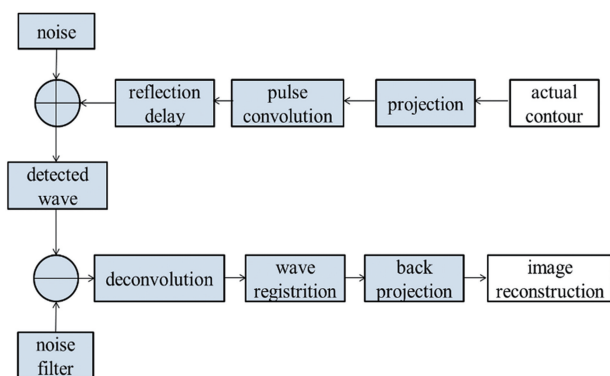 noise
reflection
delay
pulse
convolution
projection
actual
contour
detected
wave
deconvolution
wave
registrition
back
projection
image
reconstruction
noise
filter